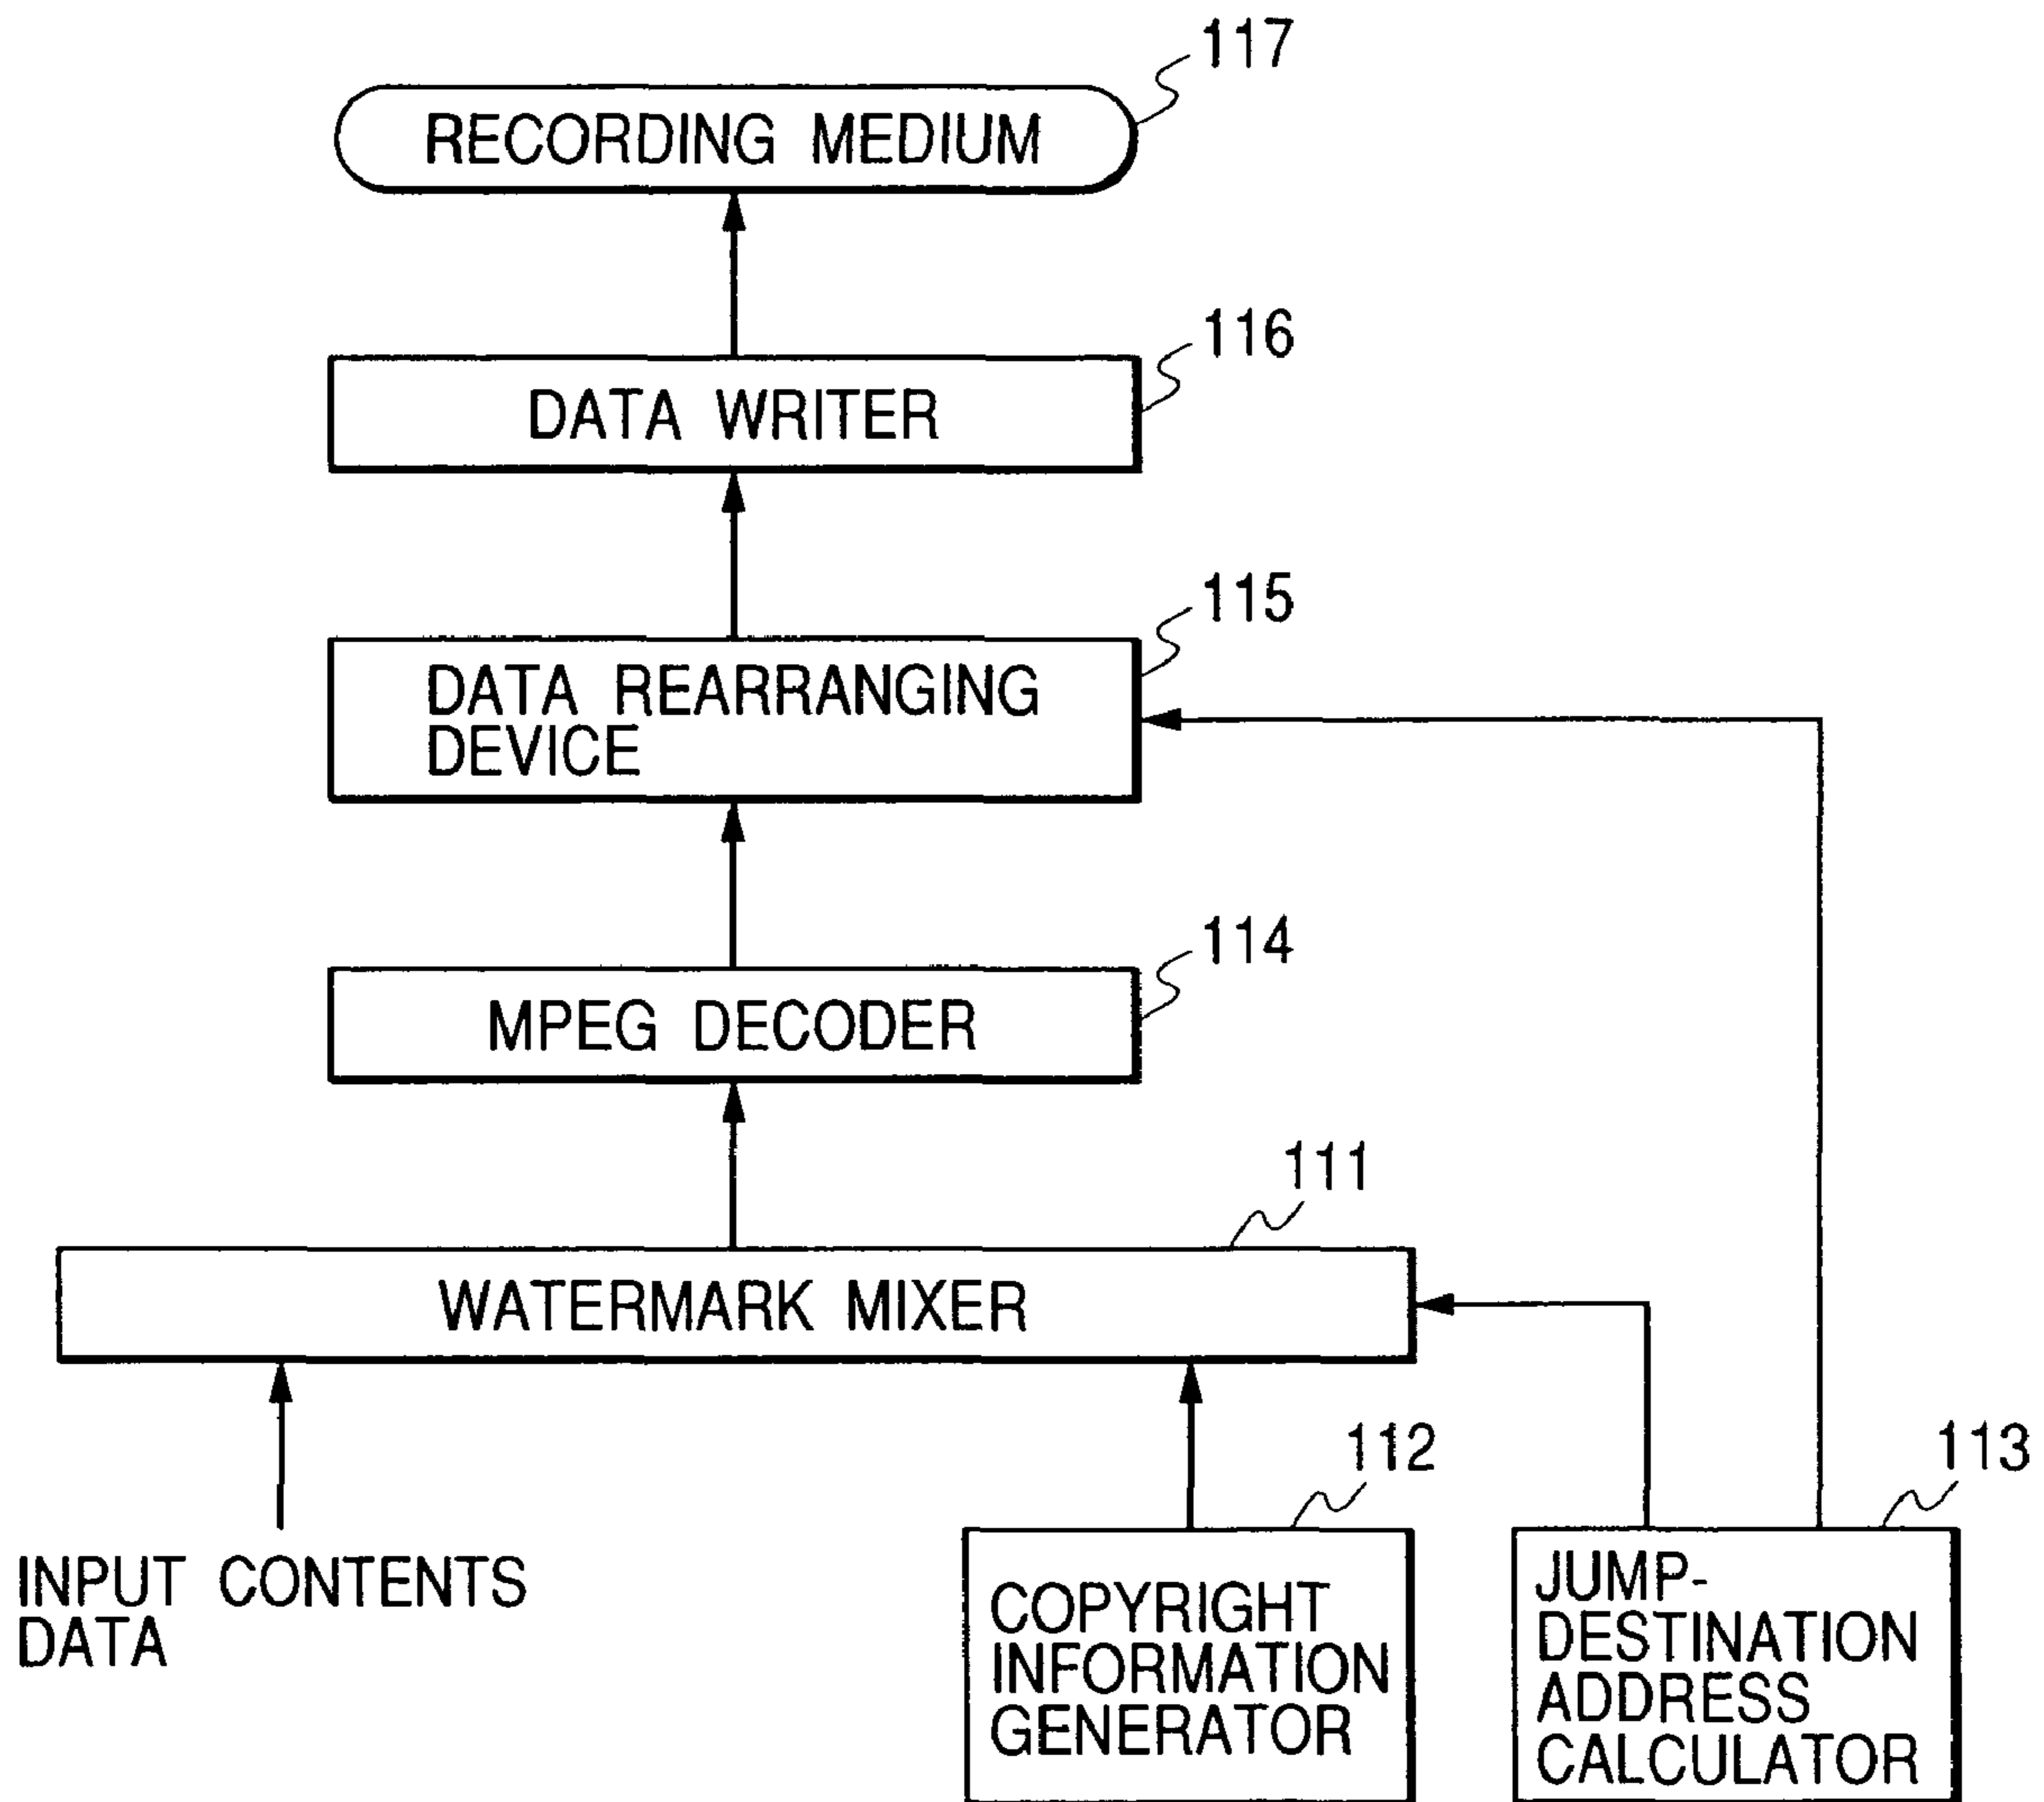 117
RECORDING MEDIUM
116
DATA WRITER
115
DATA REARRANGING
DEVICE
114
MPEG DECODER
111
WATERMARK MIXER
112
113
INPUT CONTENTS
DATA
COPYRIGHT
INFORMATION
GENERATOR
JUMP-
DESTINATION
ADDRESS
CALCULATOR